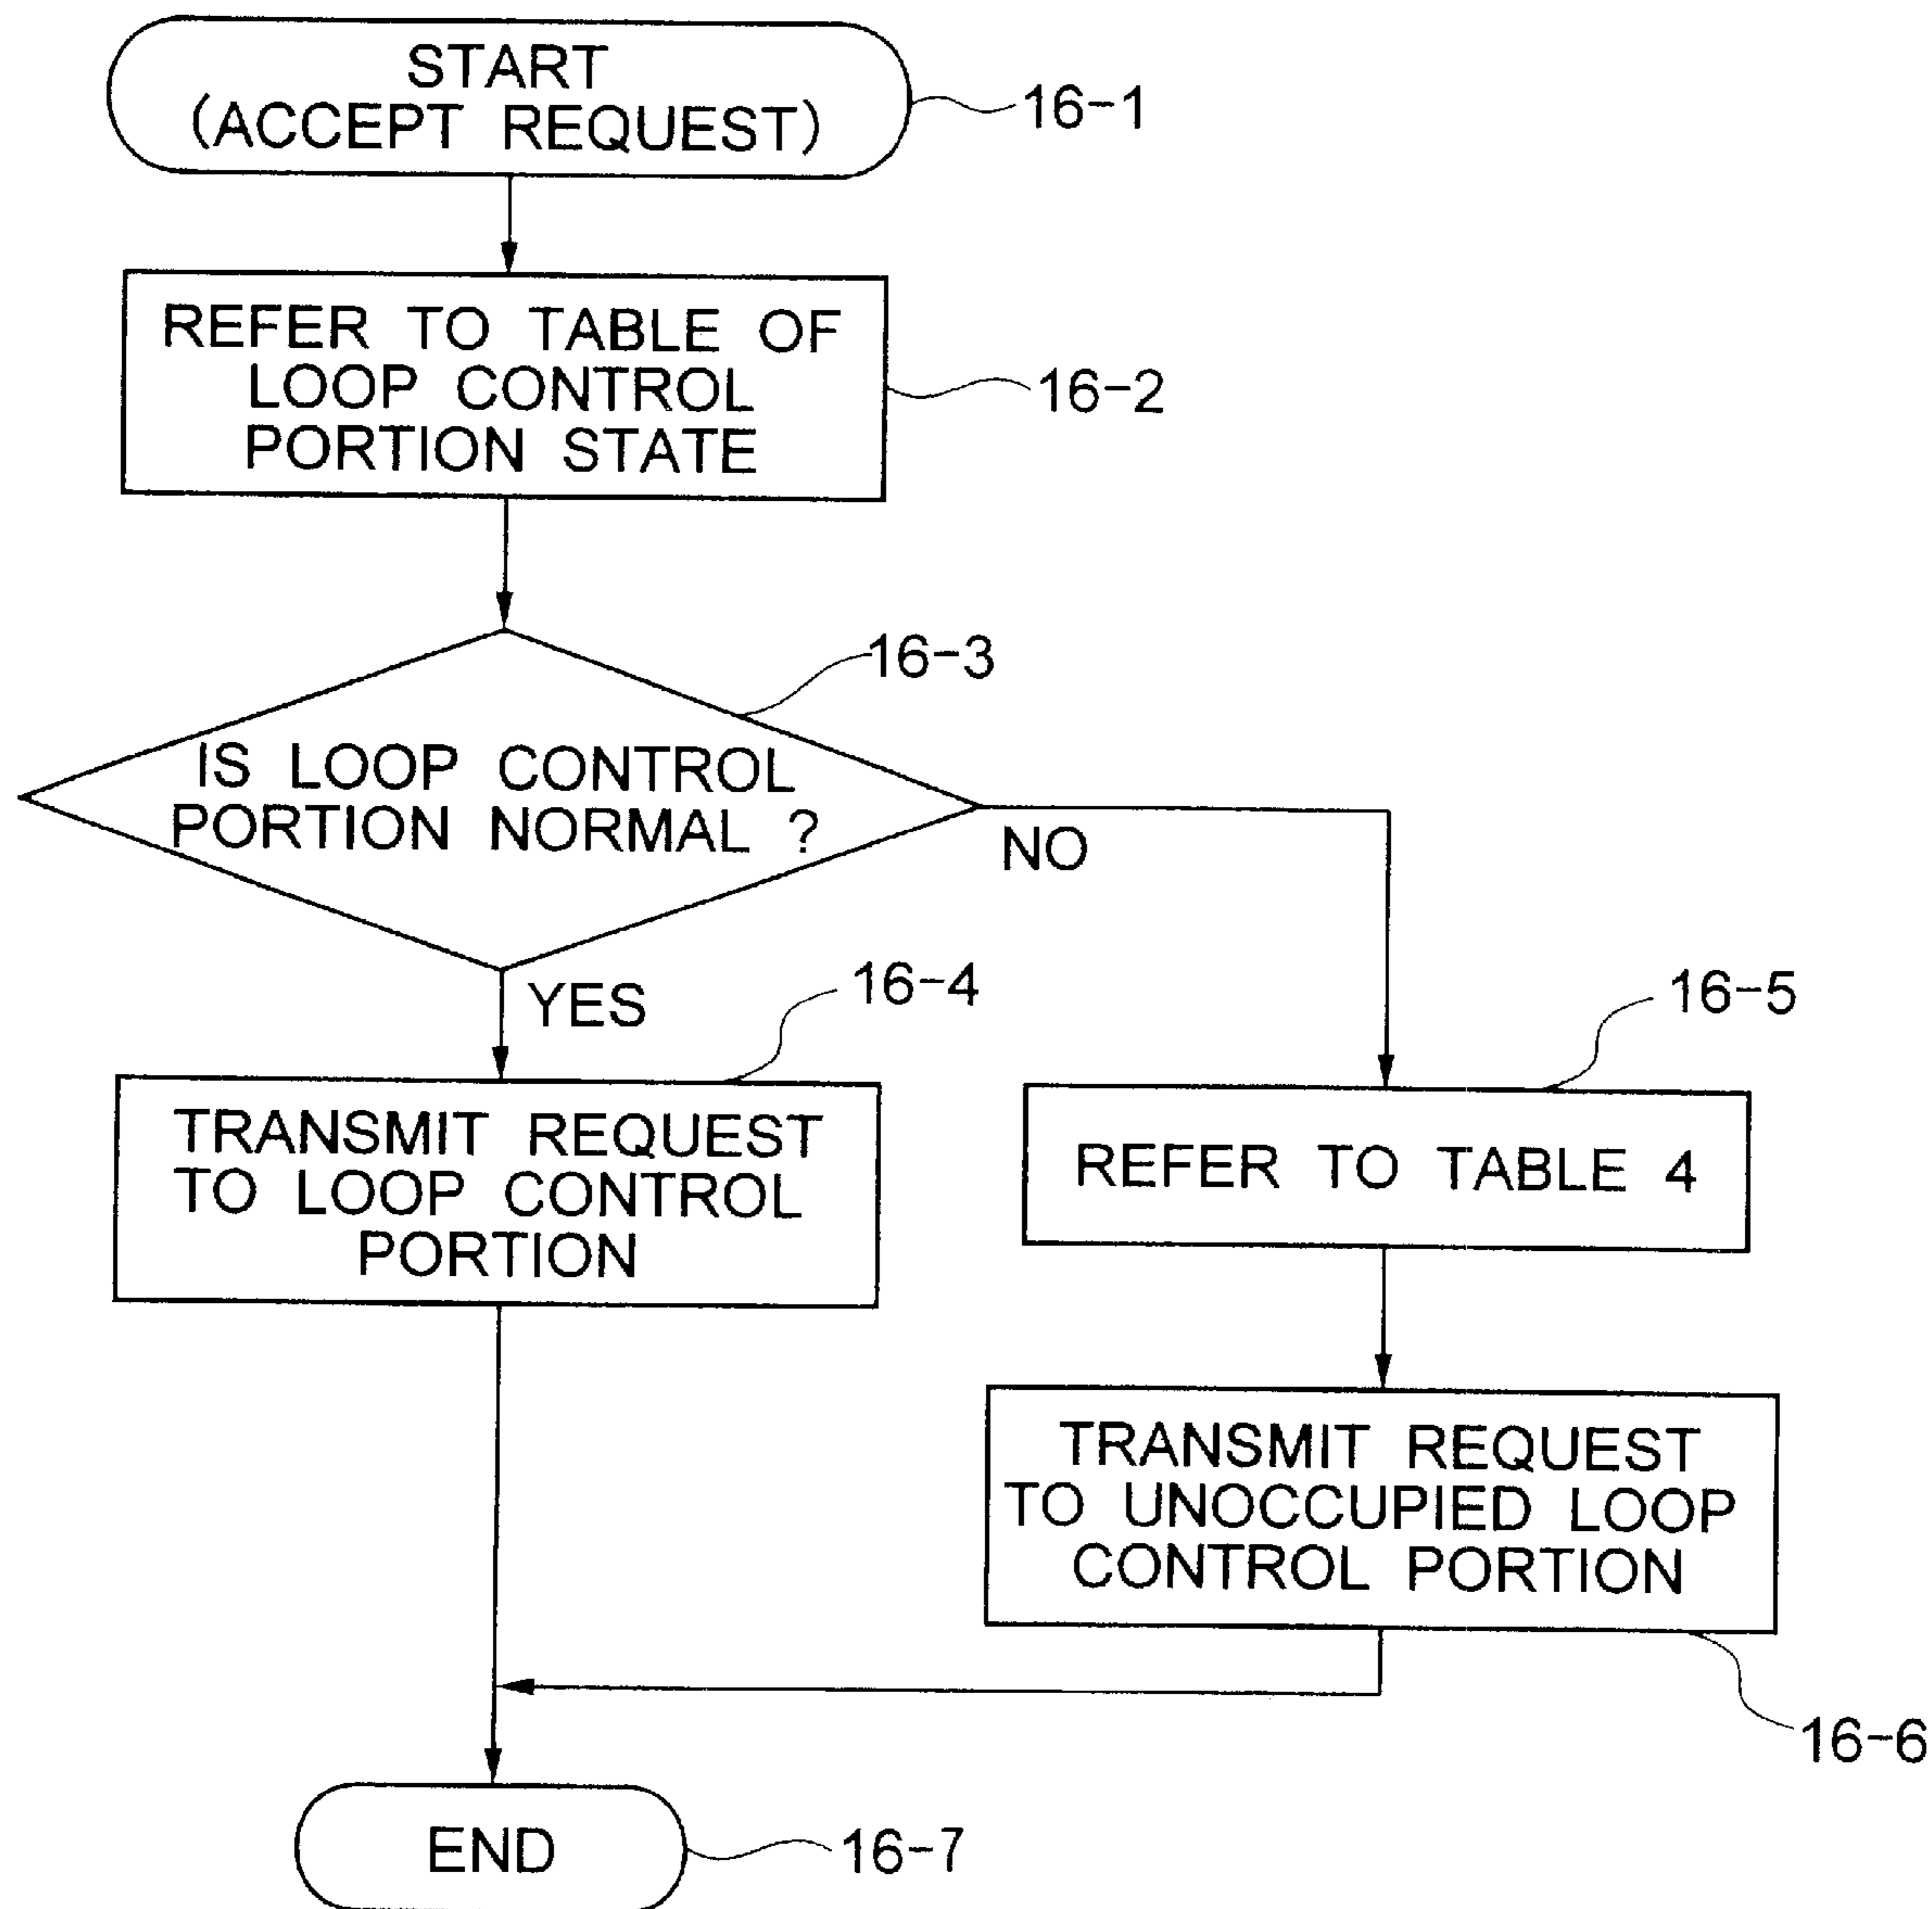 START
(ACCEPT REQUEST)
16-1
REFER TO TABLE OF
LOOP CONTROL
PORTION STATE
16-2
16-3
IS LOOP CONTROL
PORTION NORMAL ?
NO
YES
16-4
16-5
TRANSMIT REQUEST
TO LOOP CONTROL
PORTION
REFER TO TABLE 4
TRANSMIT REQUEST
TO UNOCCUPIED LOOP
CONTROL PORTION
16-6
END
16-7